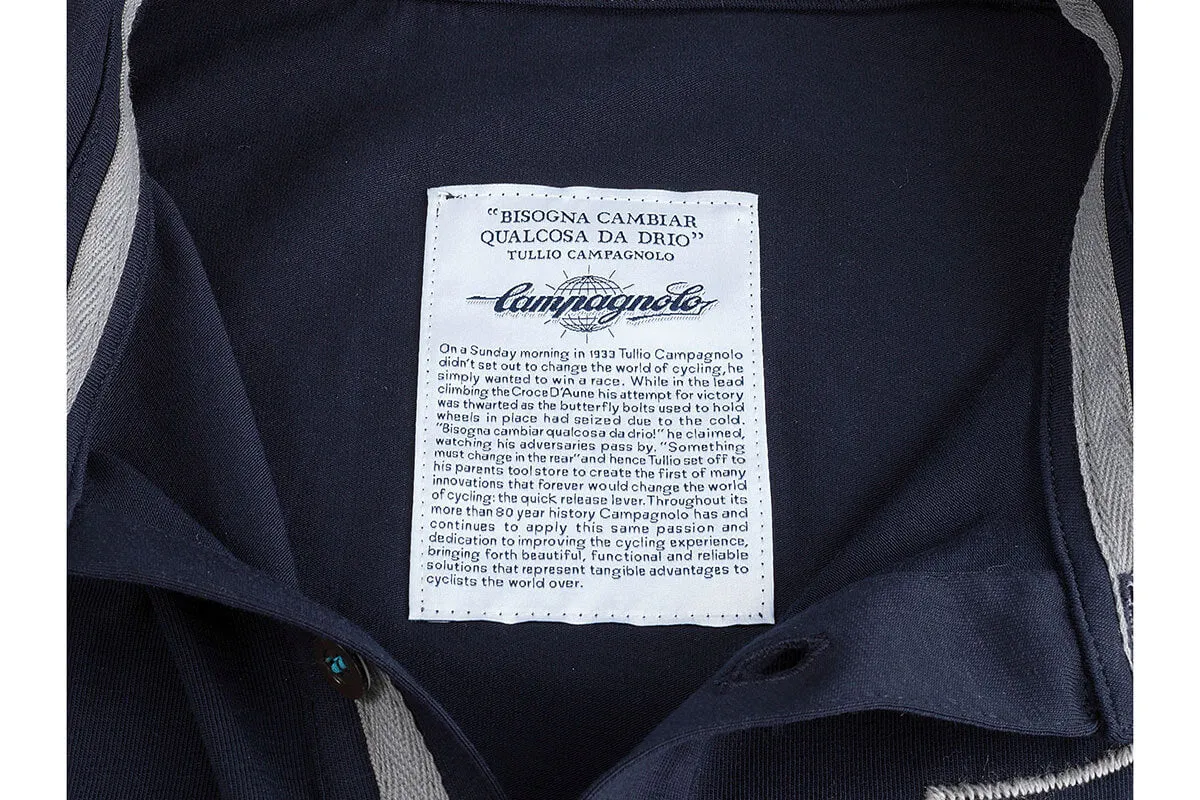 “BISOGNA CAMBIAR
QUALCOSA DA DRIO”
TULLIO CAMPAGNOLO
Campagnolo
On a Sunday morning in 1933 Tullio Campagnolo
didn't set out to change the world of cycling, he
simply wanted to win a race. While in the lead
climbing the Croce D'Aune his attempt for victory
was thwarted as the butterfly bolts used to hold
wheels in place had seized due to the cold.
"Bisogna cambiar qualcosa da drio!" he claimed,
watching his adversaries pass by. "Something
must change in the rear" and hence Tullio set off to
his parents tool store to create the first of many
innovations that forever would change the world
of cycling: the quick release lever. Throughout its
more than 80 year history Campagnolo has and
continues to apply this same passion and
dedication to improving the cycling experience,
bringing forth beautiful, functional and reliable
solutions that represent tangible advantages to
cyclists the world over.